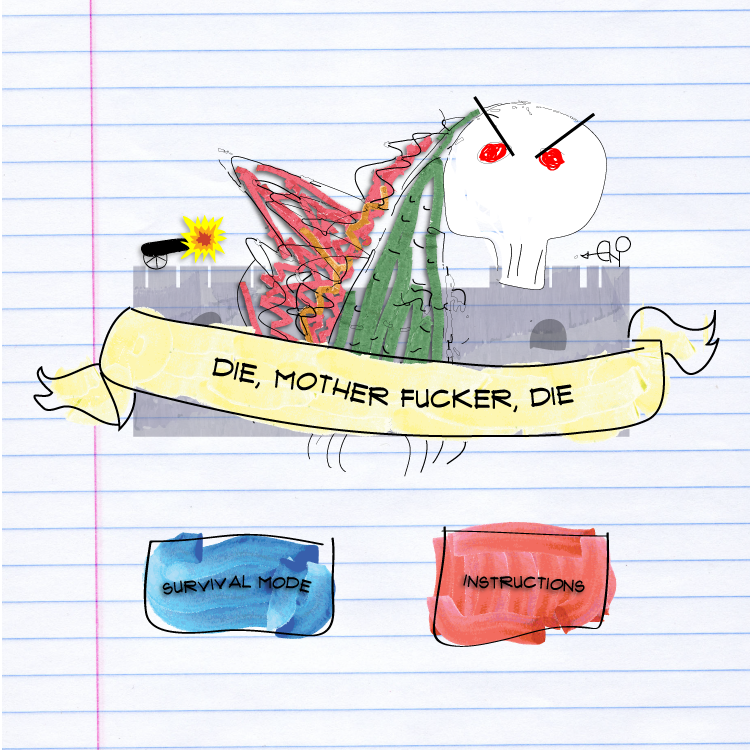 DIE, MOTHER FUCKER, DIE
SURVIVAL MODE
INSTRUCTIONS